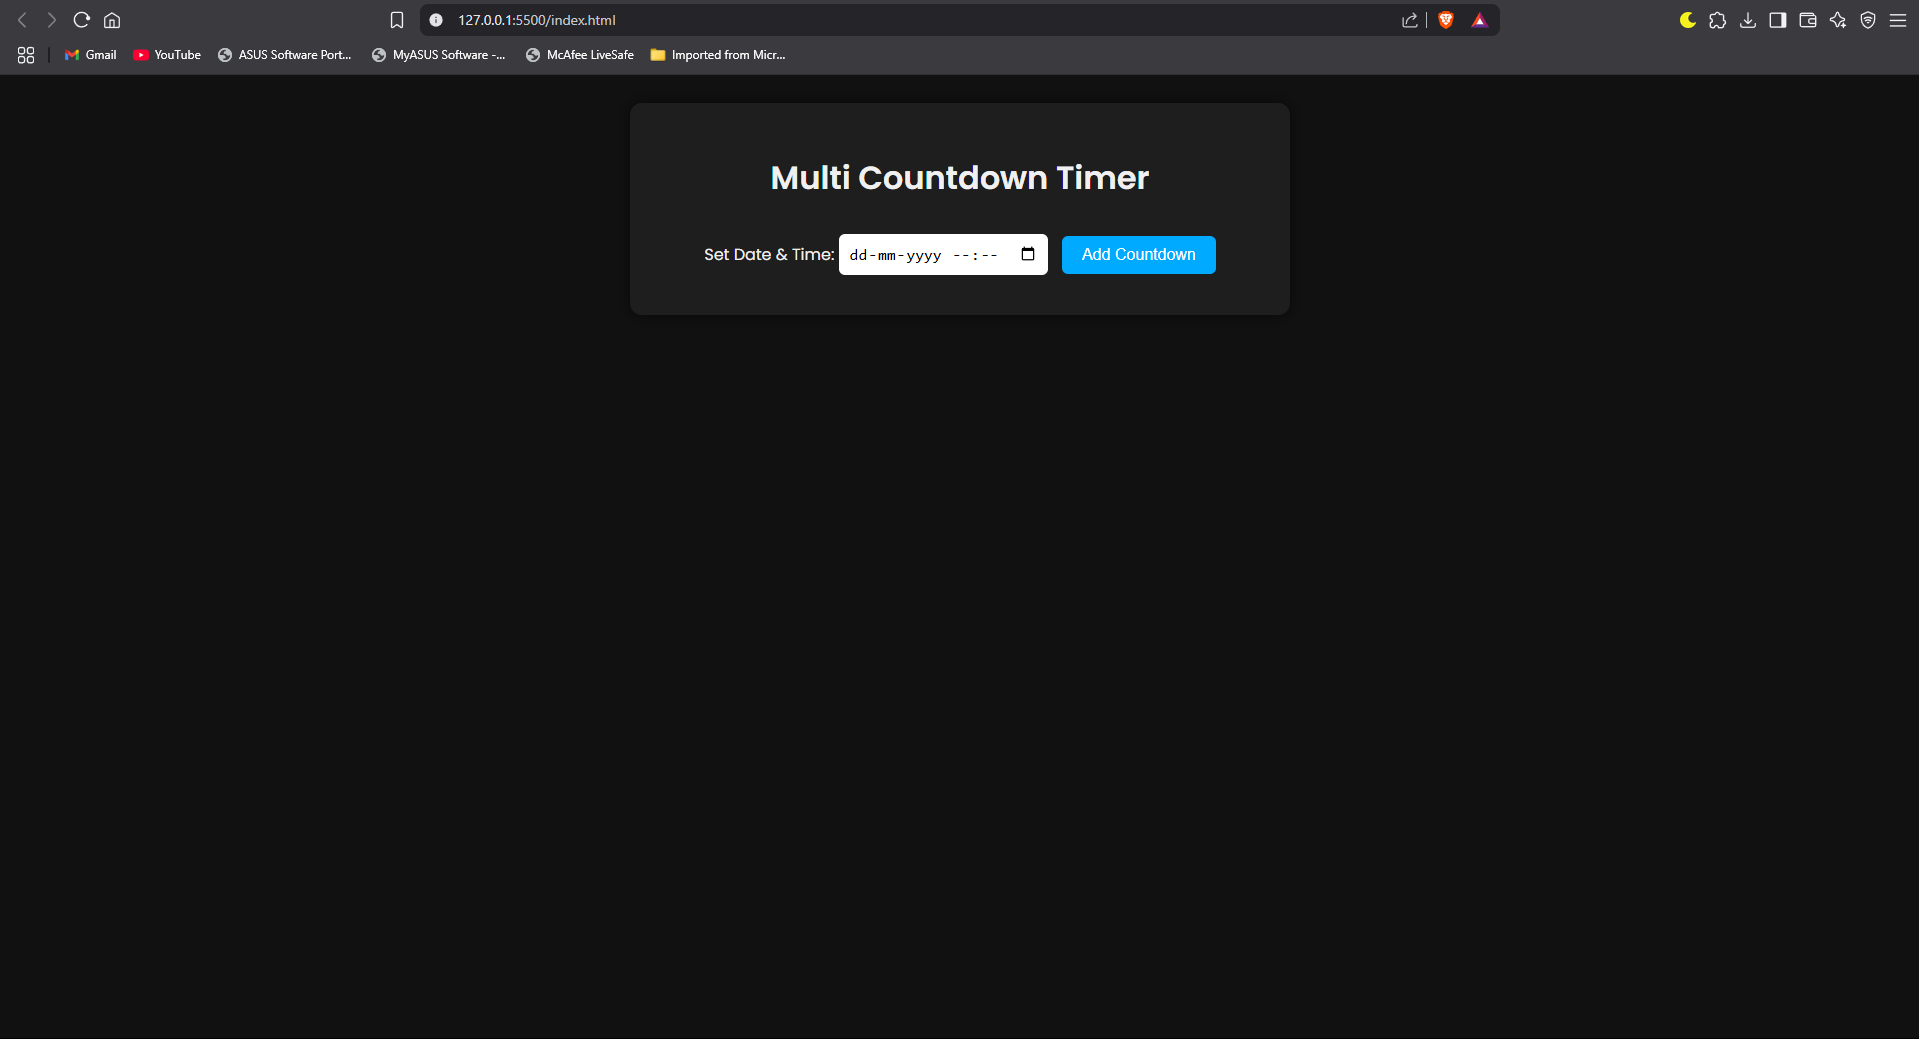 127.0.0.1:5500/index.html
Gmail YouTube ASUS Software Port... MyASUS Software -... McAfee LiveSafe Imported from Micr...
Multi Countdown Timer
Set Date & Time: dd-mm-yyyy --:-- Add Countdown